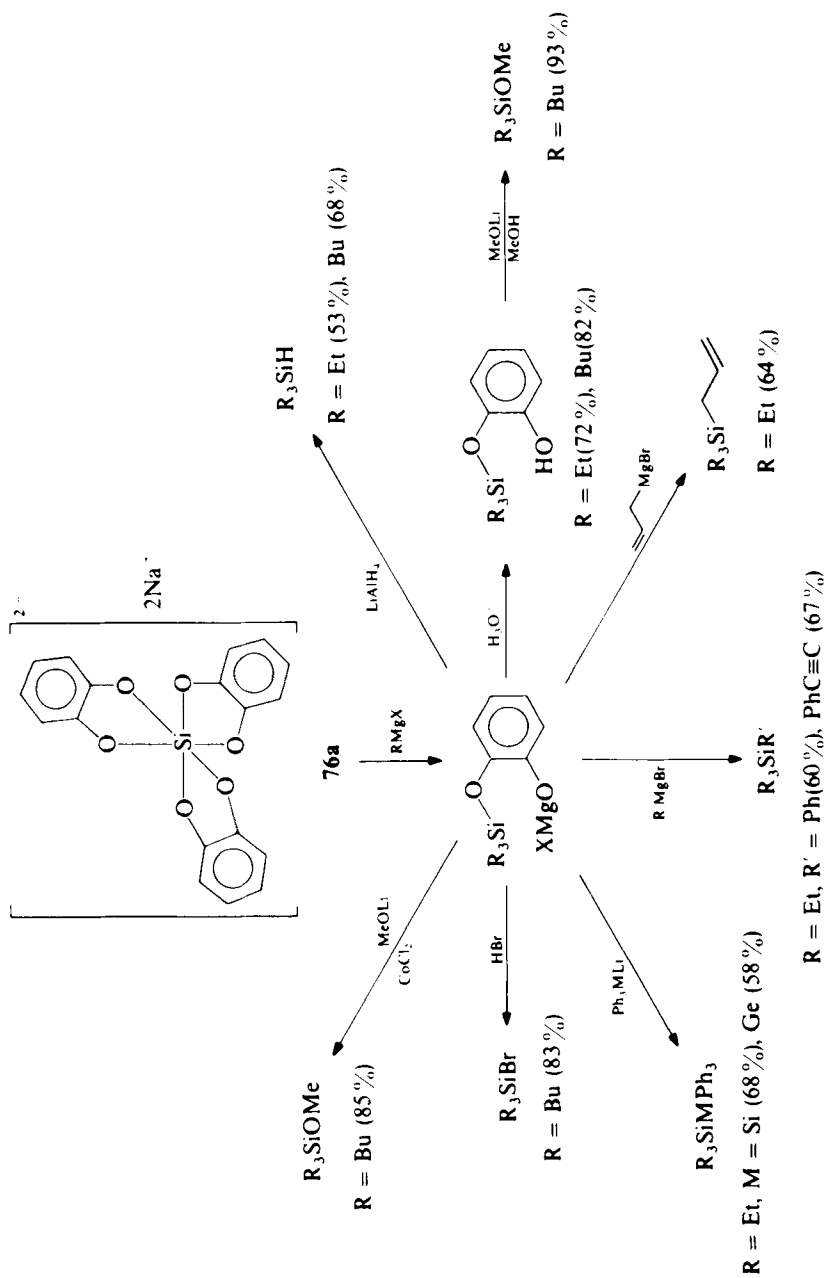 2-
O
O
O
O
Si
O
O
2Na⁺
76a
RMgX
R₃SiH
R = Et (53%), Bu (68%)
LiAlH₄
MeOLi
CoCl₂
R₃SiOMe
R = Bu (85%)
R₃Si
O
XMgO
HBr
R₃SiBr
R = Bu (83%)
H₃O
R₃Si
O
HO
R = Et(72%), Bu(82%)
MeOLi
MeOH
R₃SiOMe
R = Bu (93%)
MgBr
R₃Si
R = Et (64%)
R MgBr
R₃SiR′
R = Et, R′ = Ph(60%), PhC≡C (67%)
Ph₃MLi
R₃SiMPh₃
R = Et, M = Si (68%), Ge (58%)